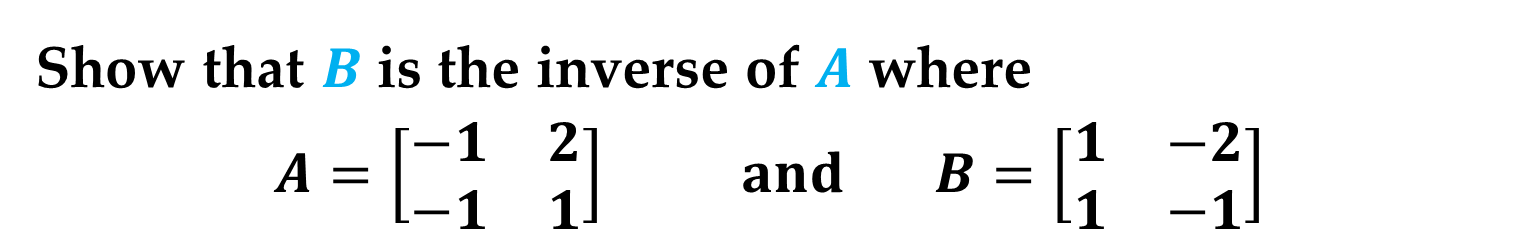 Show that B is the inverse of A where
A = [−1 2; −1 1] and B = [1 −2; 1 −1]